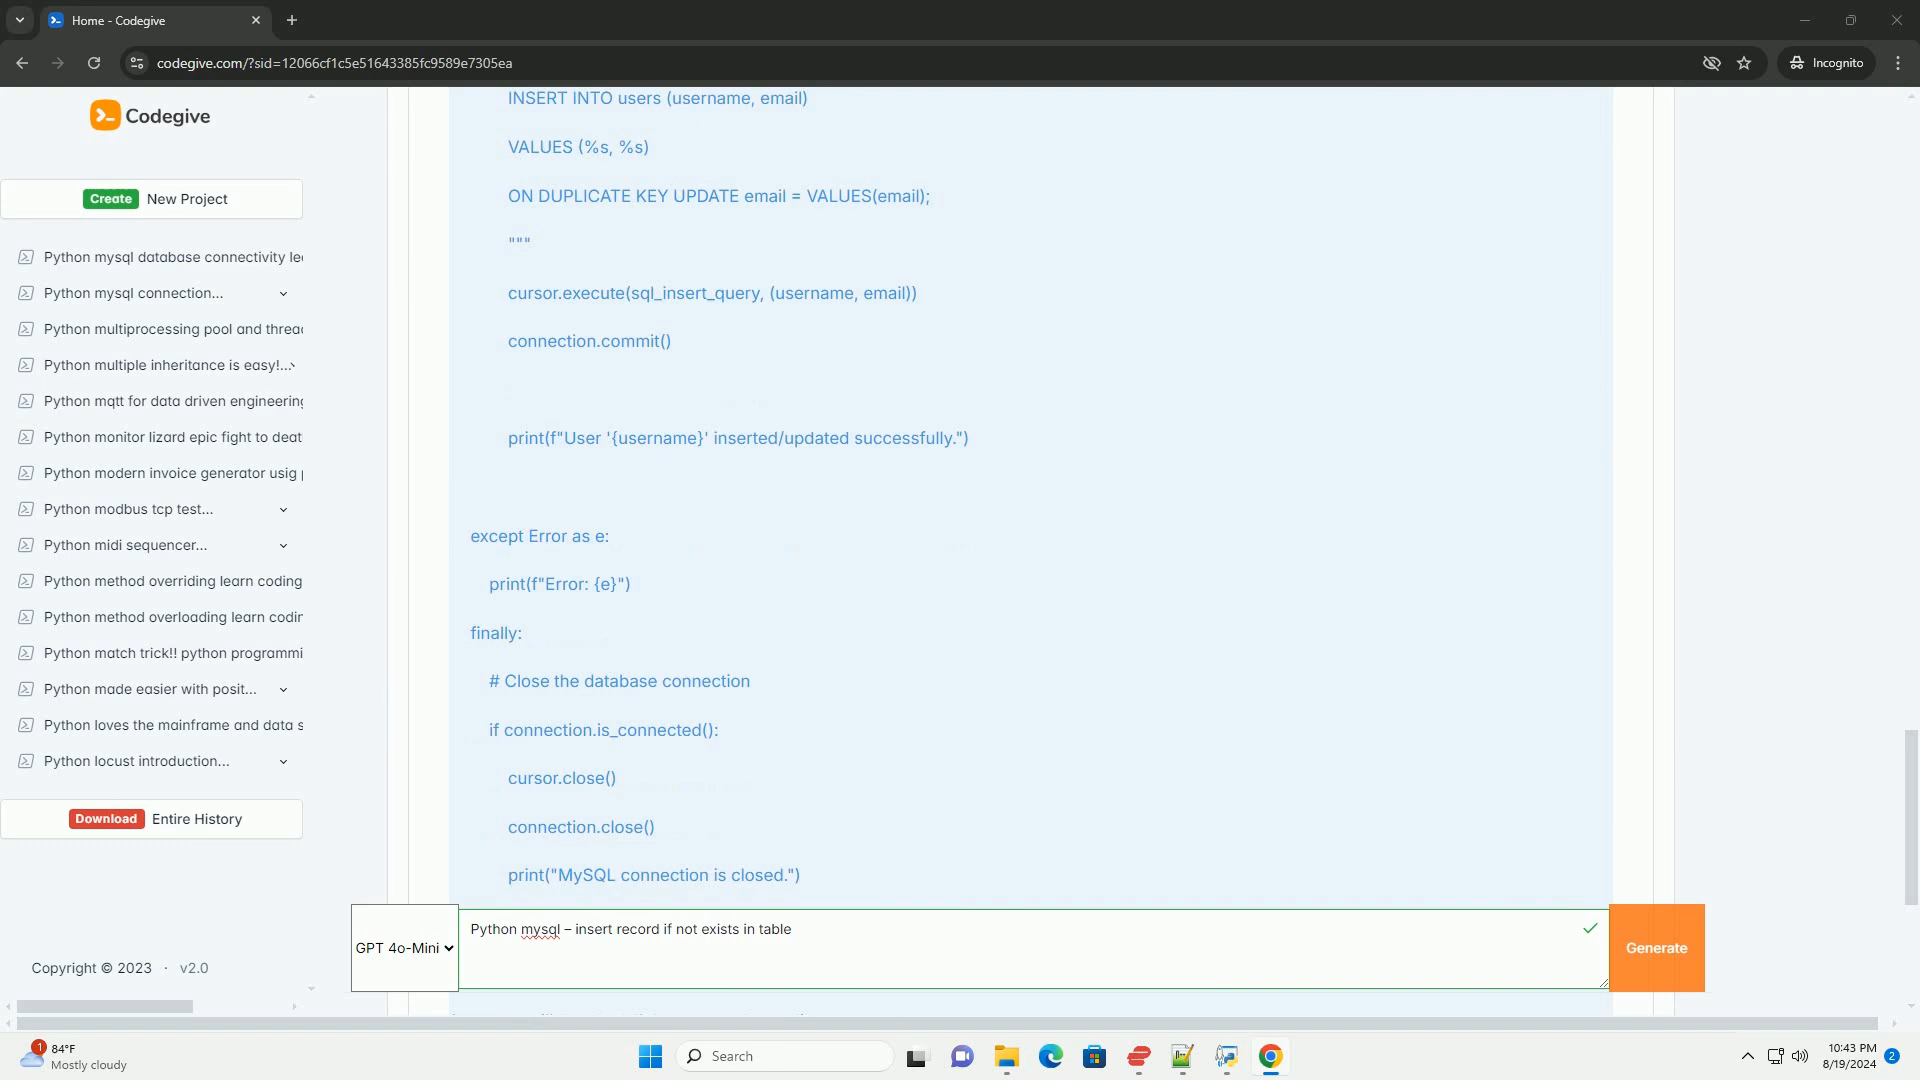 Home - Codegive
codegive.com/?sid=12066cf1c5e51643385fc9589e7305ea
Incognito
Codegive
Create New Project
Python mysql database connectivity
Python mysql connection...
Python multiprocessing pool and
Python multiple inheritance is easy!...
Python mqtt for data driven engineering
Python monitor lizard epic fight to
Python modern invoice generator usig
Python modbus tcp test...
Python midi sequencer...
Python method overriding learn coding
Python method overloading learn
Python match trick!! python
Python made easier with posit...
Python loves the mainframe and data
Python locust introduction...
Download Entire History
Copyright © 2023 · v2.0
INSERT INTO users (username, email)
VALUES (%s, %s)
ON DUPLICATE KEY UPDATE email = VALUES(email);
"""
cursor.execute(sql_insert_query, (username, email))
connection.commit()
print(f"User '{username}' inserted/updated successfully.")
except Error as e:
print(f"Error: {e}")
finally:
# Close the database connection
if connection.is_connected():
cursor.close()
connection.close()
print("MySQL connection is closed.")
GPT 4o-Mini
Python mysql – insert record if not exists in table
Generate
1
84°F
Mostly cloudy
Search
10:43 PM
8/19/2024
2